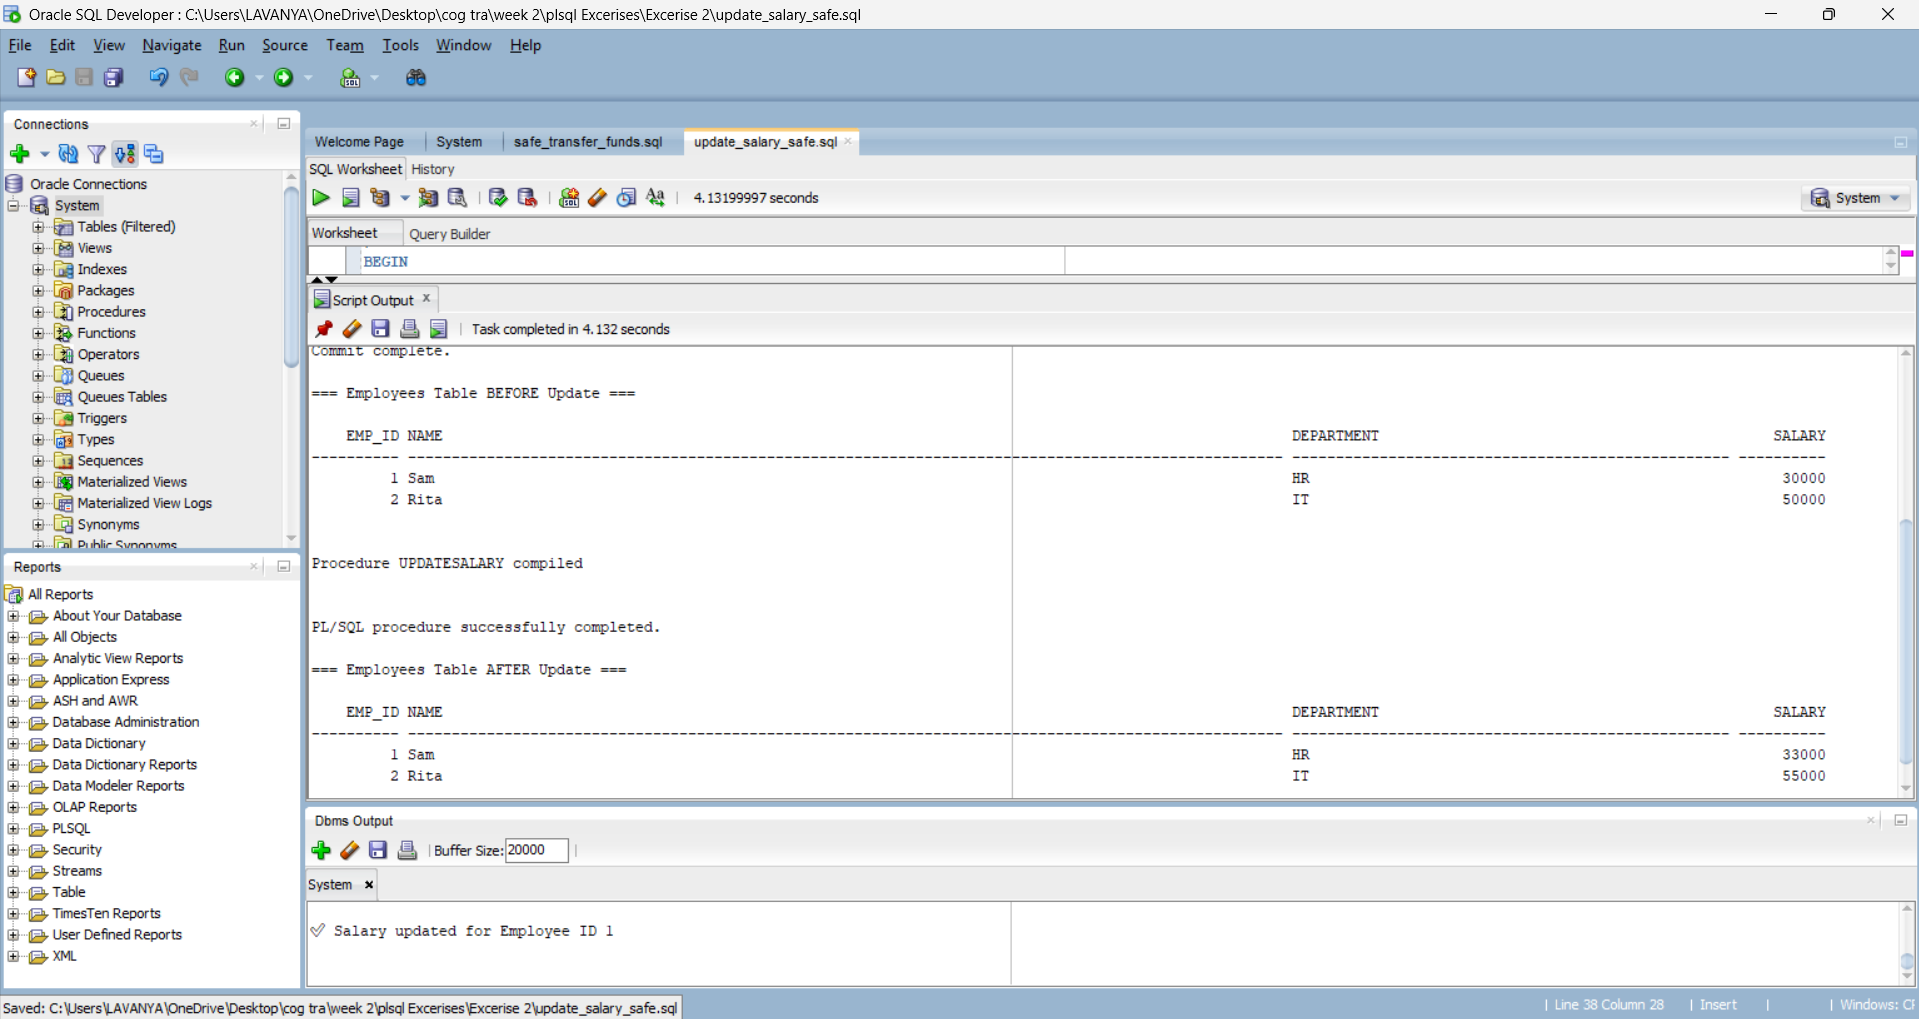 Oracle SQL Developer : C:\Users\LAVANYA\OneDrive\Desktop\cog tra\week 2\plsql Excerises\Excerise 2\update_salary_safe.sql
File Edit View Navigate Run Source Team Tools Window Help
Connections
Oracle Connections
System
Tables (Filtered)
Views
Indexes
Packages
Procedures
Functions
Operators
Queues
Queues Tables
Triggers
Types
Sequences
Materialized Views
Materialized View Logs
Synonyms
Public Synonyms
Reports
All Reports
About Your Database
All Objects
Analytic View Reports
Application Express
ASH and AWR
Database Administration
Data Dictionary
Data Dictionary Reports
Data Modeler Reports
OLAP Reports
PLSQL
Security
Streams
Table
TimesTen Reports
User Defined Reports
XML
Welcome Page System safe_transfer_funds.sql update_salary_safe.sql
SQL Worksheet History
4.13199997 seconds
System
Worksheet Query Builder
BEGIN
Script Output
Task completed in 4.132 seconds
Commit complete.
=== Employees Table BEFORE Update ===
EMP_ID NAME DEPARTMENT SALARY
---------- ---------------------------------------------------------------------------------------------------- -------------------------------------------------- ----------
1 Sam HR 30000
2 Rita IT 50000
Procedure UPDATESALARY compiled
PL/SQL procedure successfully completed.
=== Employees Table AFTER Update ===
EMP_ID NAME DEPARTMENT SALARY
---------- ---------------------------------------------------------------------------------------------------- -------------------------------------------------- ----------
1 Sam HR 33000
2 Rita IT 55000
Dbms Output
Buffer Size: 20000
System
✓ Salary updated for Employee ID 1
Saved: C:\Users\LAVANYA\OneDrive\Desktop\cog tra\week 2\plsql Excerises\Excerise 2\update_salary_safe.sql
Line 38 Column 28 | Insert | | Windows: C